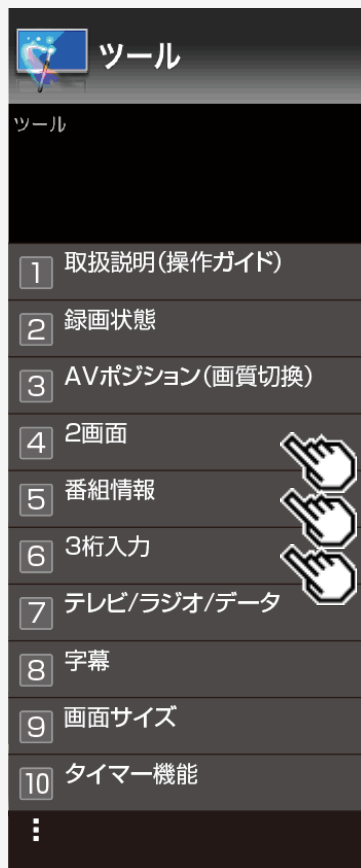 ツール
ツール
1 取扱説明(操作ガイド)
2 録画状態
3 AVポジション(画質切換)
4 2画面
5 番組情報
6 3桁入力
7 テレビ/ラジオ/データ
8 字幕
9 画面サイズ
10 タイマー機能
⋮